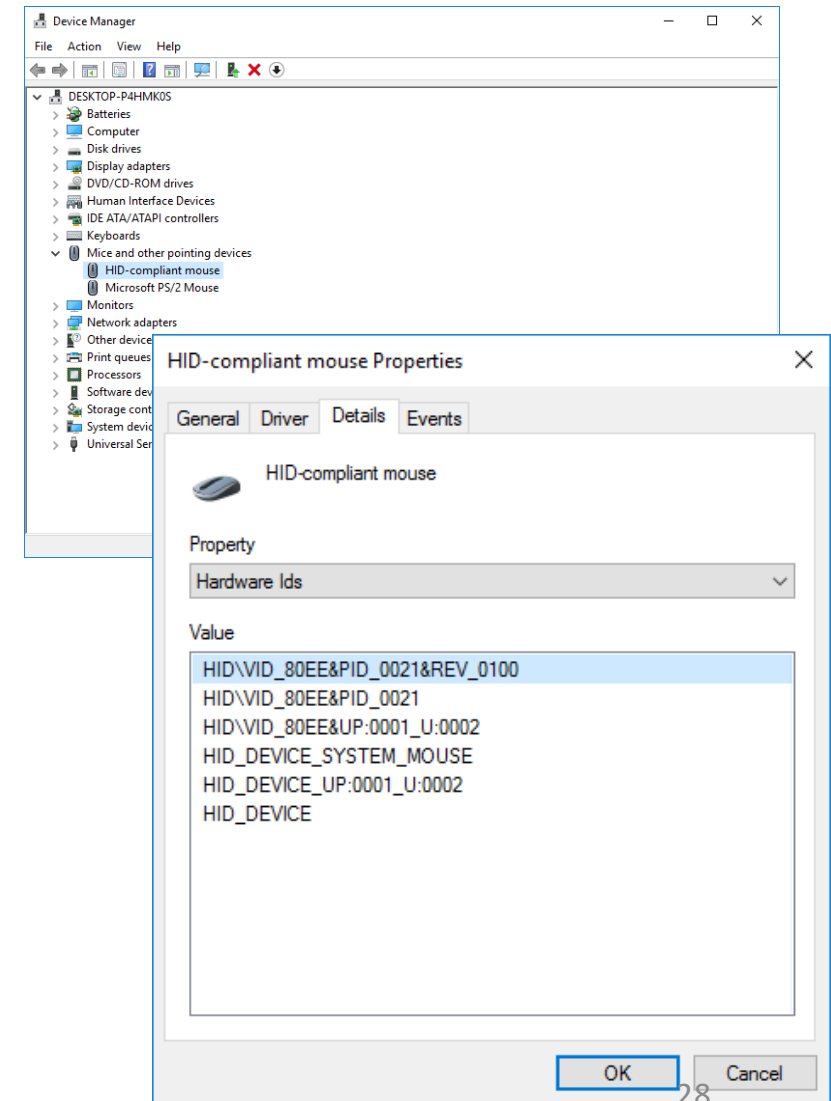 Device Manager
File Action View Help
DESKTOP-P4HMK0S
Batteries
Computer
Disk drives
Display adapters
DVD/CD-ROM drives
Human Interface Devices
IDE ATA/ATAPI controllers
Keyboards
Mice and other pointing devices
HID-compliant mouse
Microsoft PS/2 Mouse
Monitors
Network adapters
Other device
Print queues
Processors
Software dev
Storage cont
System devic
Universal Ser
HID-compliant mouse Properties
General Driver Details Events
HID-compliant mouse
Property
Hardware Ids
Value
HID\VID_80EE&PID_0021&REV_0100
HID\VID_80EE&PID_0021
HID\VID_80EE&UP:0001_U:0002
HID_DEVICE_SYSTEM_MOUSE
HID_DEVICE_UP:0001_U:0002
HID_DEVICE
OK Cancel
28